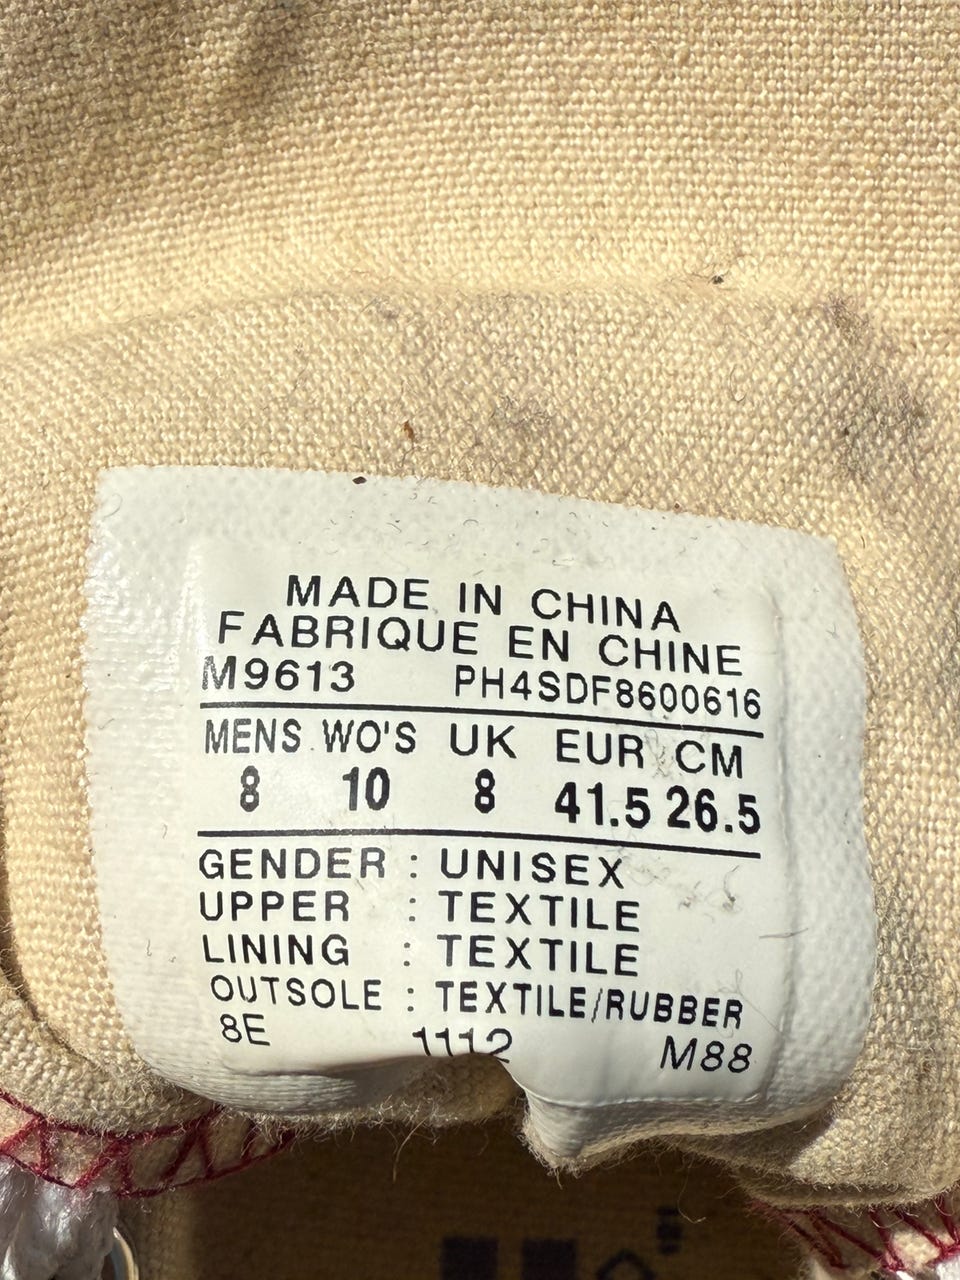 MADE IN CHINA
FABRIQUE EN CHINE
M9613 PH4SDF8600616
MENS WO'S UK EUR CM
8 10 8 41.5 26.5
GENDER : UNISEX
UPPER : TEXTILE
LINING : TEXTILE
OUTSOLE : TEXTILE/RUBBER
8E 1112 M88